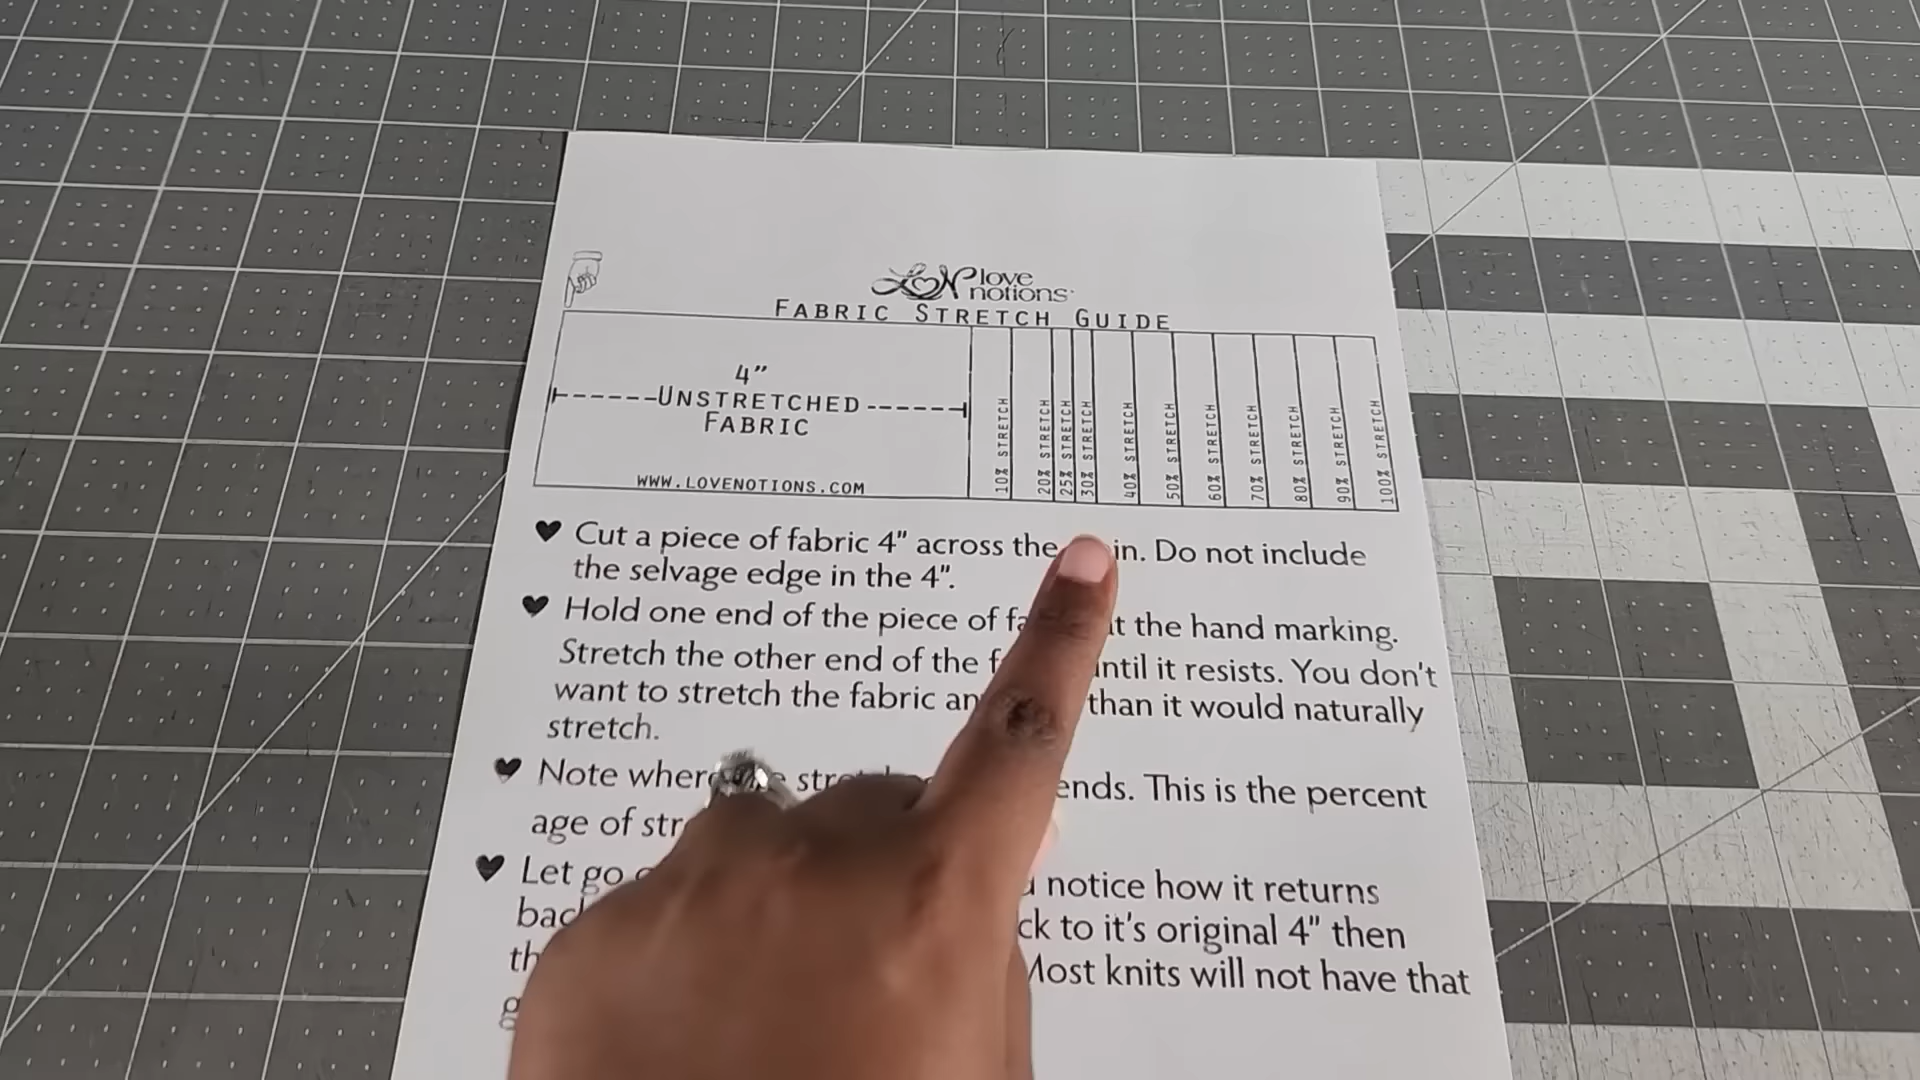 LON love notions
FABRIC STRETCH GUIDE
4"
UNSTRETCHED
FABRIC
WWW.LOVENOTIONS.COM
10% STRETCH
20% STRETCH
25% STRETCH
30% STRETCH
40% STRETCH
50% STRETCH
60% STRETCH
70% STRETCH
80% STRETCH
90% STRETCH
100% STRETCH
Cut a piece of fabric 4" across the in. Do not include
the selvage edge in the 4".
Hold one end of the piece of the hand marking.
Stretch the other end of the until it resists. You don't
want to stretch the fabric than it would naturally
stretch.
Note where ends. This is the percent
age of
Let go notice how it returns
to it's original 4" then
Most knits will not have that